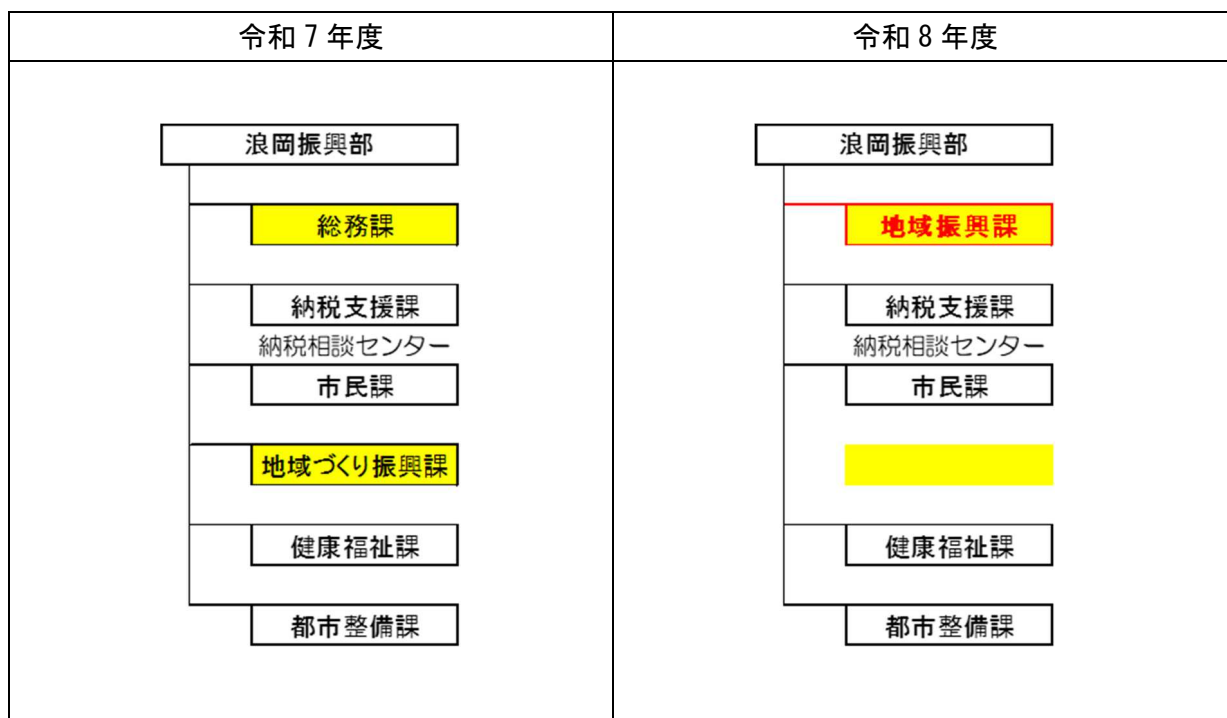 令和7年度
令和8年度
浪岡振興部
総務課
納税支援課
納税相談センター
市民課
地域づくり振興課
健康福祉課
都市整備課
浪岡振興部
地域振興課
納税支援課
納税相談センター
市民課
健康福祉課
都市整備課